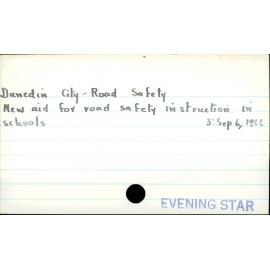 Dunedin City - Road Safety
New aid for road safety instruction in
schools 3: Sep 6, 1966
EVENING STAR